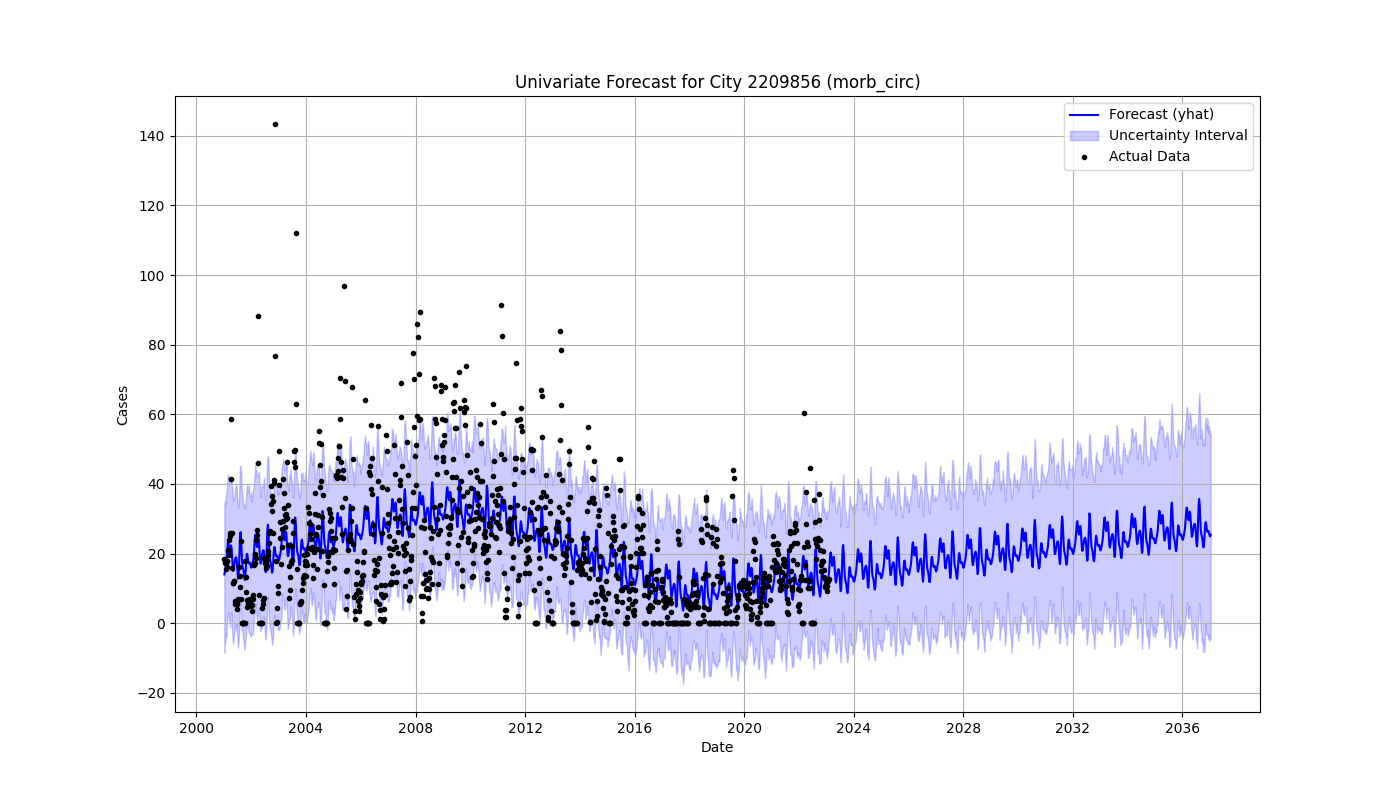 Univariate Forecast for City 2209856 (morb_circ)
Forecast (yhat)
Uncertainty Interval
Actual Data
140
120
100
80
60
40
20
0
−20
Cases
2000 2004 2008 2012 2016 2020 2024 2028 2032 2036
Date